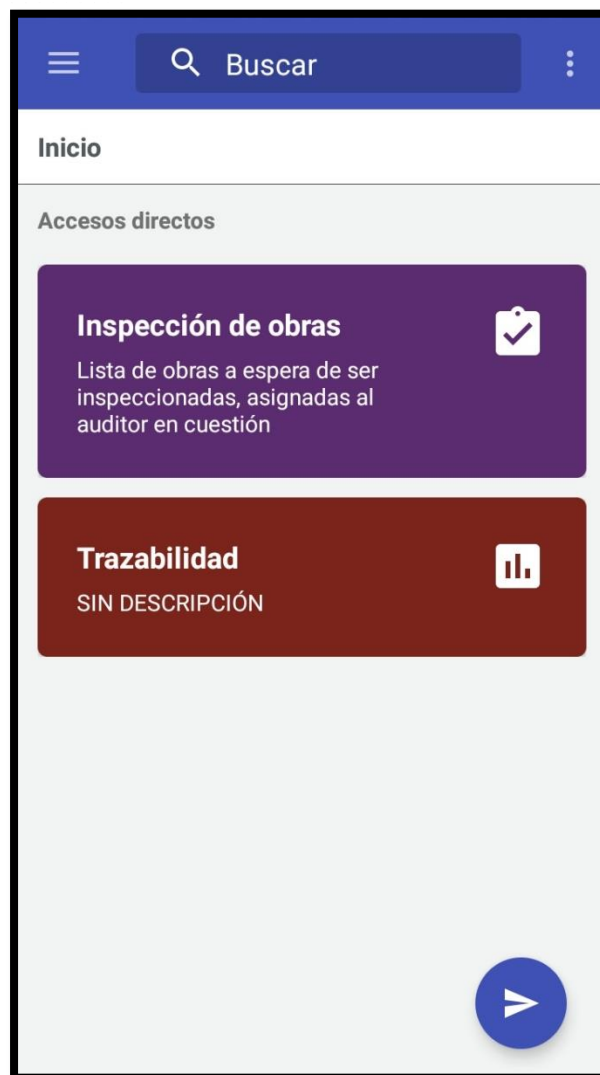 Buscar
Inicio
Accesos directos
Inspección de obras
Lista de obras a espera de ser
inspeccionadas, asignadas al
auditor en cuestión
Trazabilidad
SIN DESCRIPCIÓN